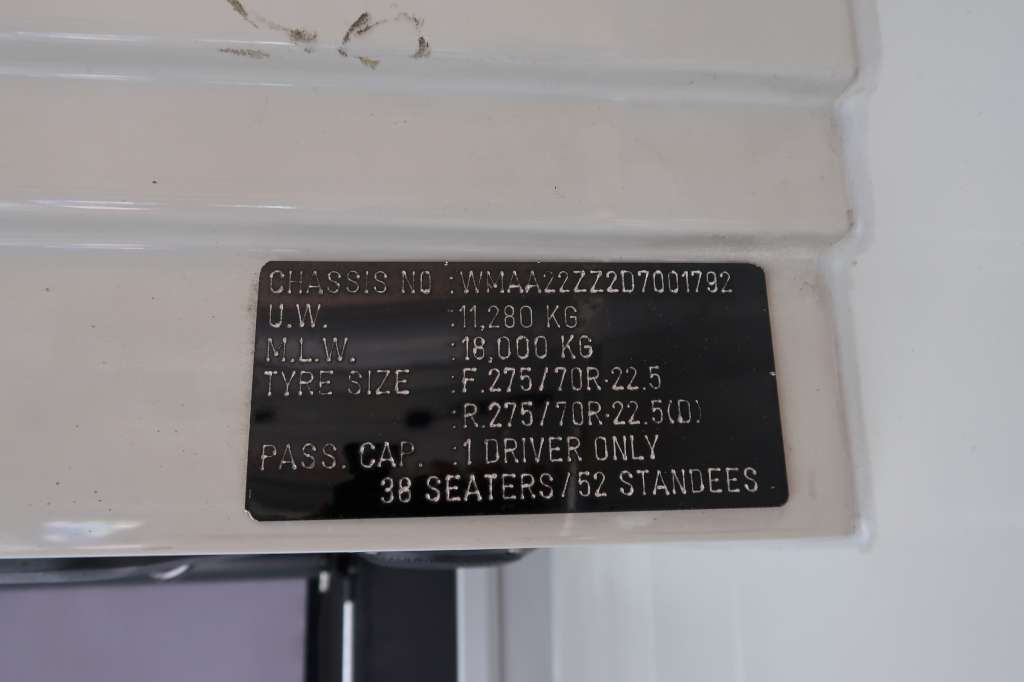 CHASSIS NO :WMAA22ZZ2D7001792
U.W. :11,280 KG
M.L.W. :18,000 KG
TYRE SIZE :F.275/70R·22.5
:R.275/70R·22.5(D)
PASS. CAP. :1 DRIVER ONLY
38 SEATERS/52 STANDEES